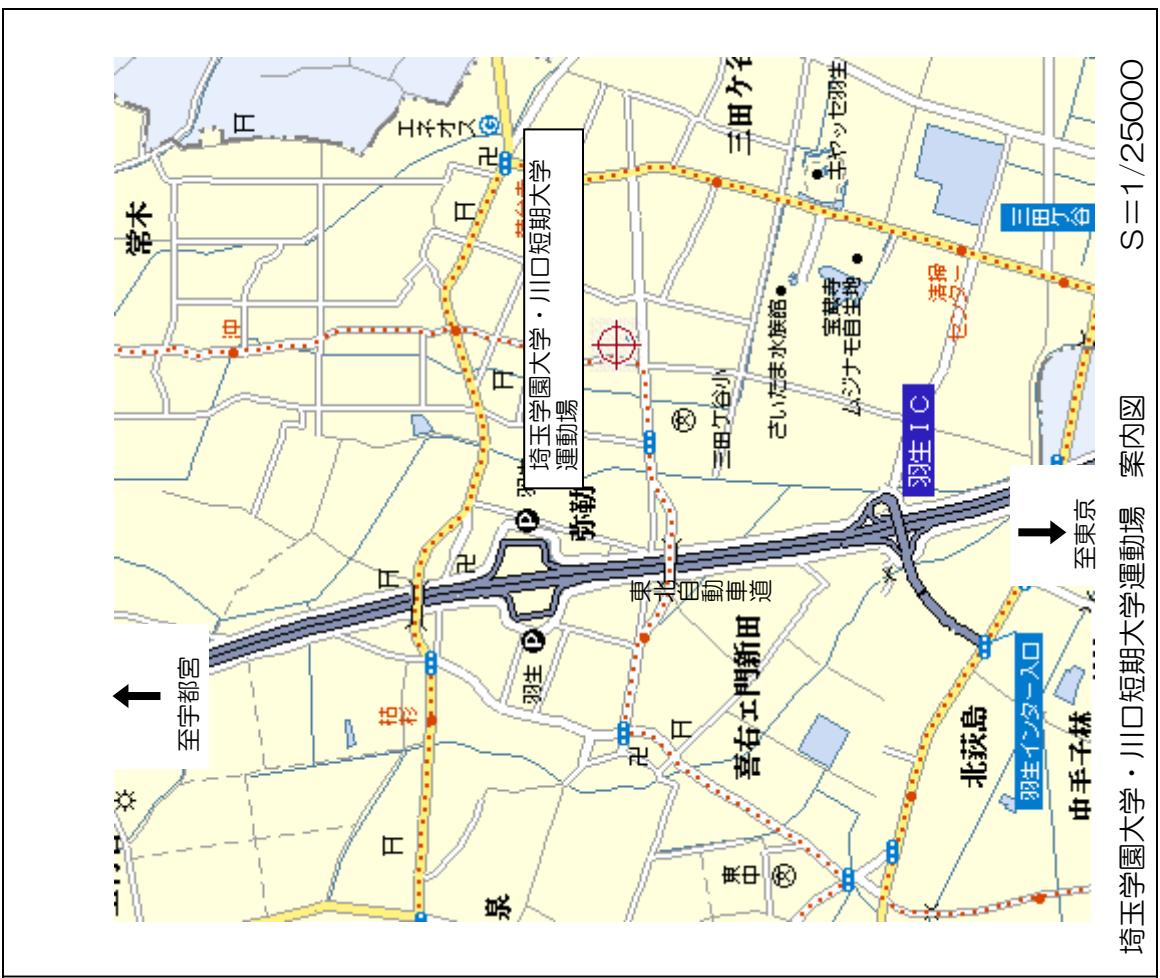 埼玉学園大学・川口短期大学運動場　案内図　S=1/25000
常木
エネオス
三田ケ谷
キヤッセ羽生
沖
埼玉学園大学・川口短期大学
運動場
三田ケ谷
清掃
センター
宝蔵寺
ムジナモ自生地
さいたま水族館
三田ケ谷小
羽生IC
弥勒
東北自動車道
至東京
至宇都宮
羽生
喜右エ門新田
羽生インター入口
北荻島
中手子林
東中
泉